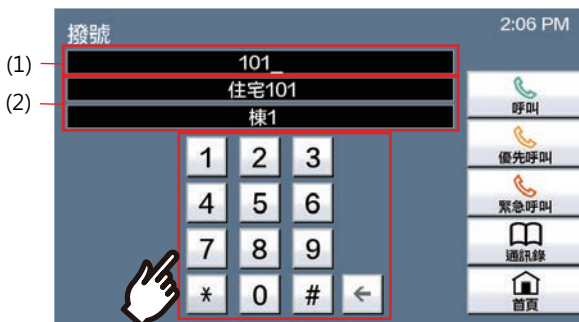 撥號
2:06 PM
(1)
101_
(2)
住宅101
棟1
1 2 3
4 5 6
7 8 9
* 0 # ←
呼叫
優先呼叫
緊急呼叫
通訊錄
首頁